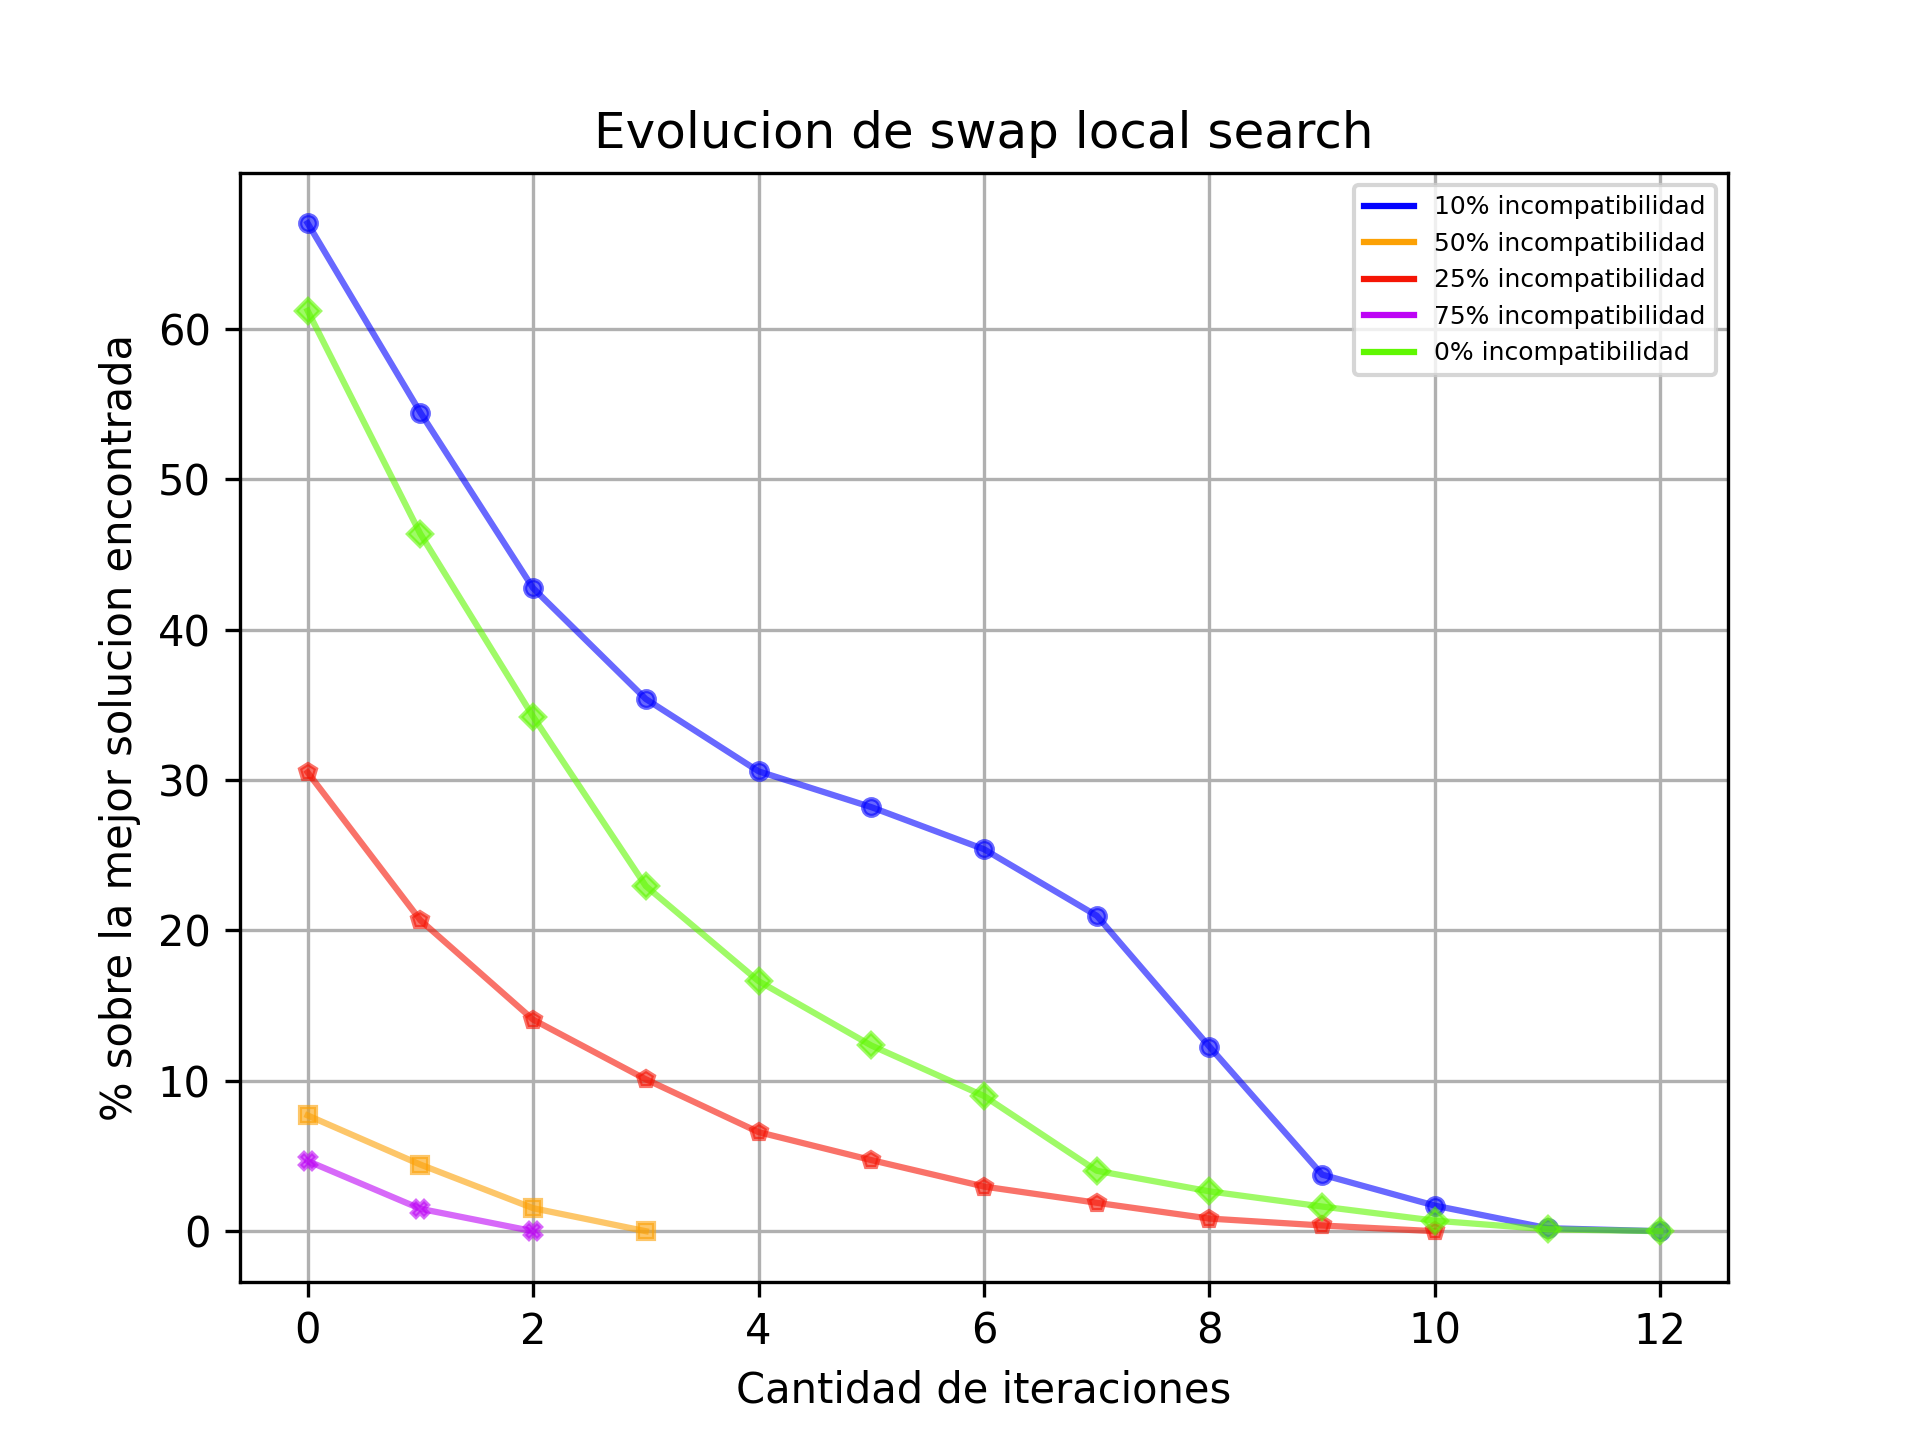 Evolucion de swap local search
10% incompatibilidad
50% incompatibilidad
25% incompatibilidad
75% incompatibilidad
0% incompatibilidad
% sobre la mejor solucion encontrada
60
50
40
30
20
10
0
0 2 4 6 8 10 12
Cantidad de iteraciones